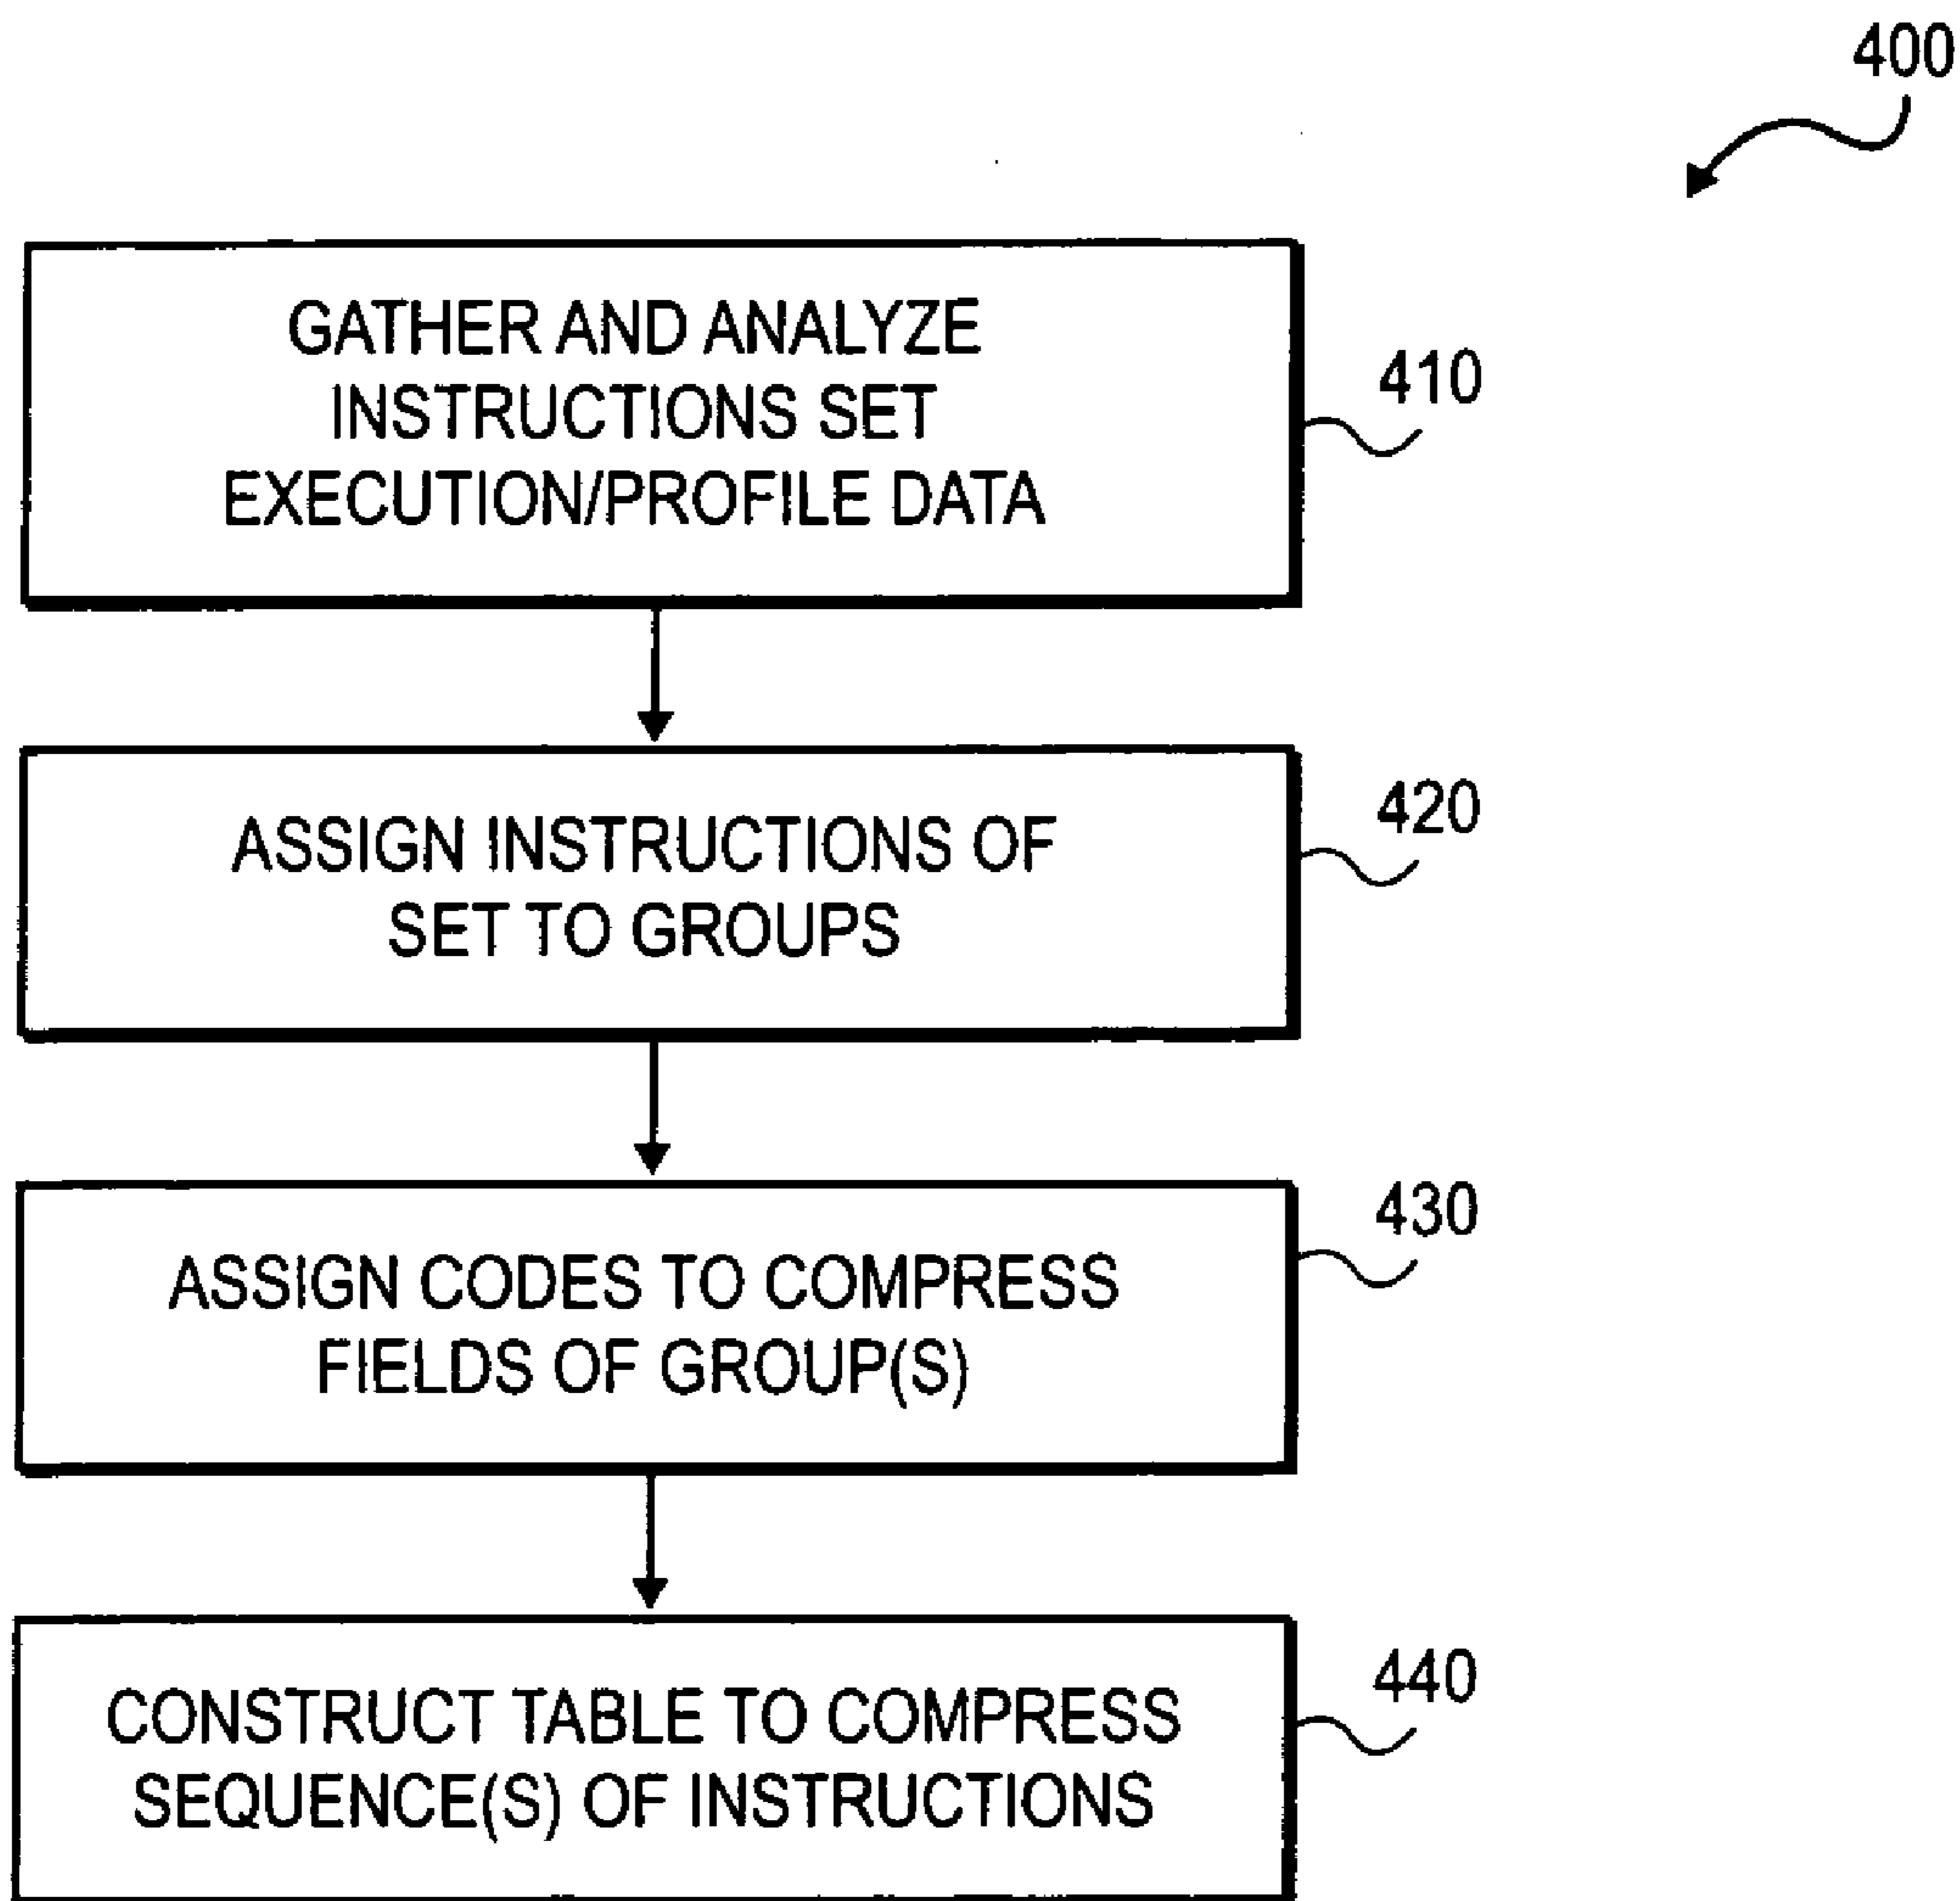 400
GATHER AND ANALYZE
INSTRUCTIONS SET
EXECUTION/PROFILE DATA
410
ASSIGN INSTRUCTIONS OF
SET TO GROUPS
420
ASSIGN CODES TO COMPRESS
FIELDS OF GROUP(S)
430
CONSTRUCT TABLE TO COMPRESS
SEQUENCE(S) OF INSTRUCTIONS
440